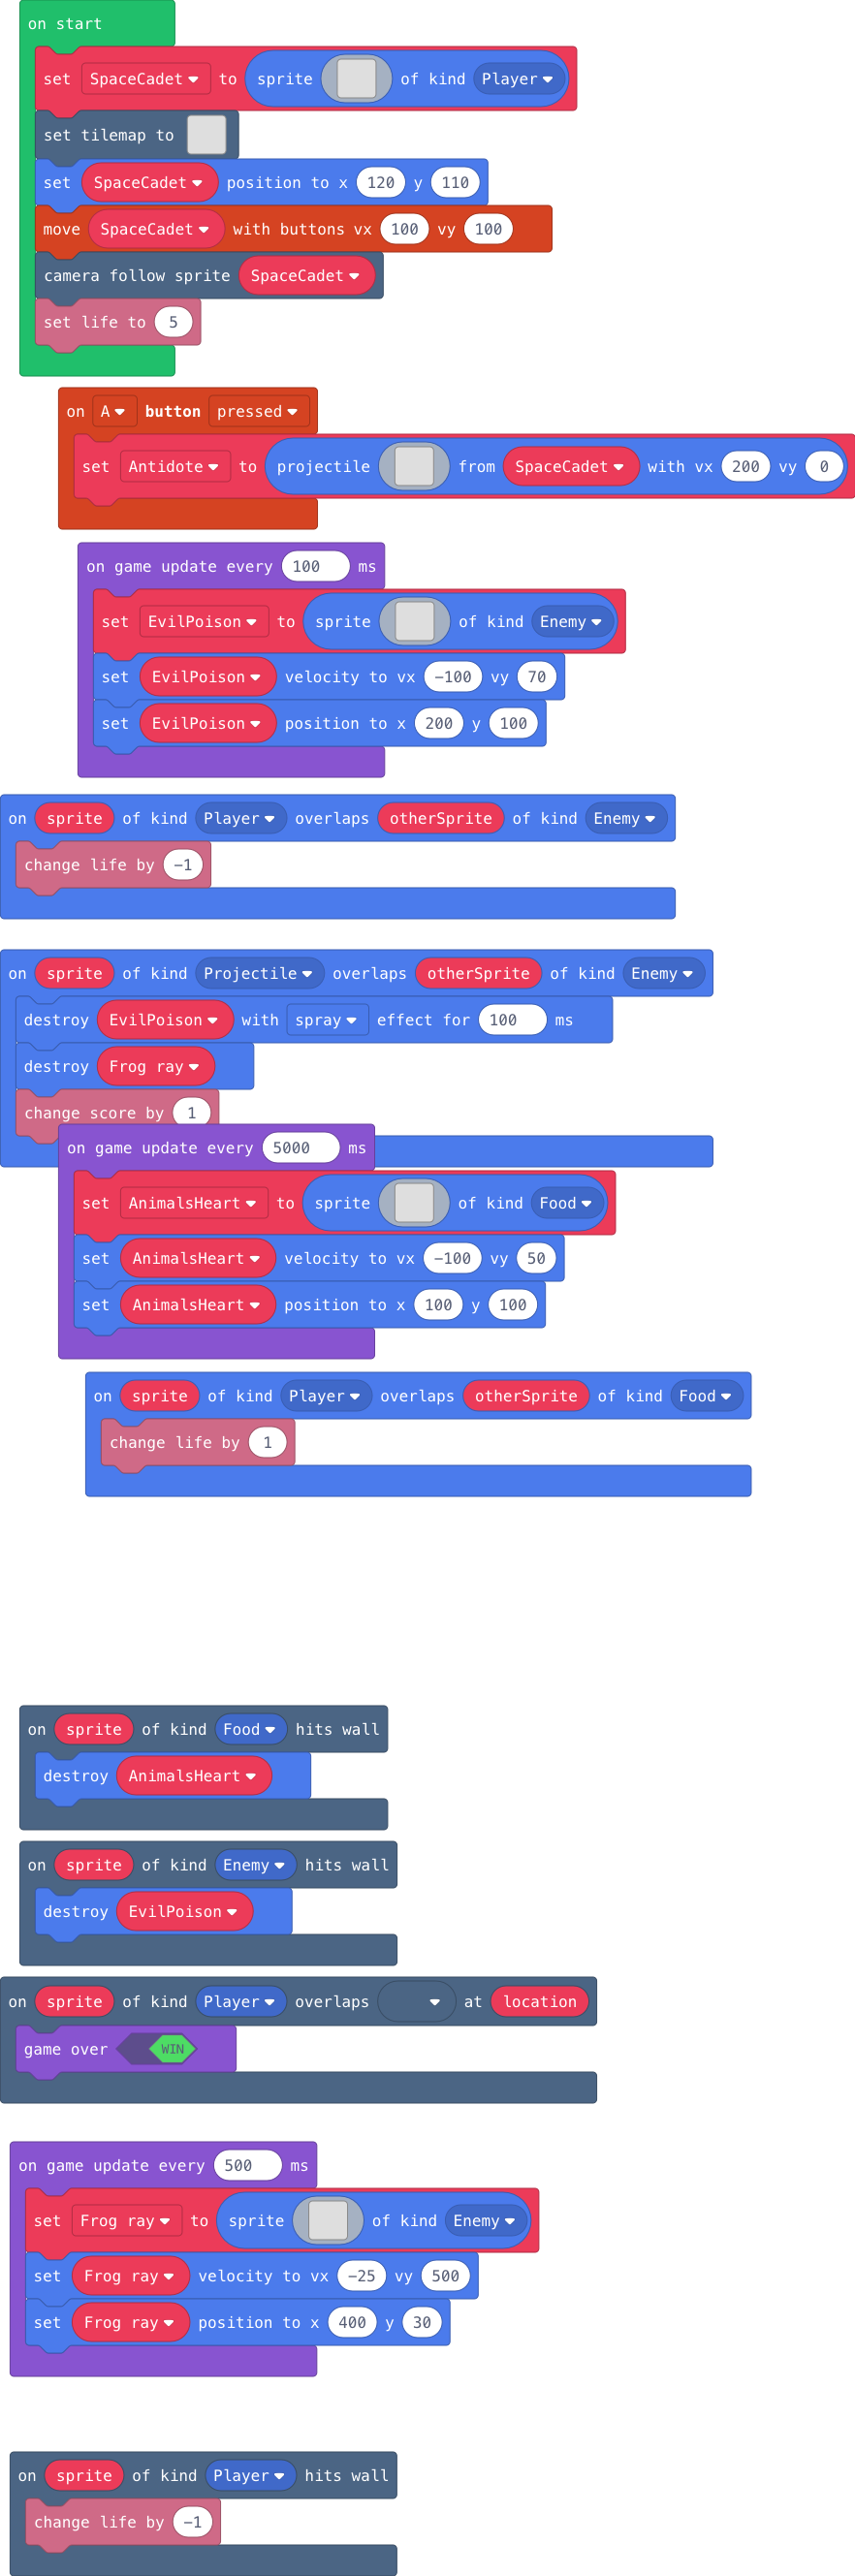 on start
set SpaceCadet to sprite of kind Player
set tilemap to
set SpaceCadet position to x 120 y 110
move SpaceCadet with buttons vx 100 vy 100
camera follow sprite SpaceCadet
set life to 5
on A button pressed
set Antidote to projectile from SpaceCadet with vx 200 vy 0
on game update every 100 ms
set EvilPoison to sprite of kind Enemy
set EvilPoison velocity to vx -100 vy 70
set EvilPoison position to x 200 y 100
on sprite of kind Player overlaps otherSprite of kind Enemy
change life by -1
on sprite of kind Projectile overlaps otherSprite of kind Enemy
destroy EvilPoison with spray effect for 100 ms
destroy Frog ray
change score by 1
on game update every 5000 ms
set AnimalsHeart to sprite of kind Food
set AnimalsHeart velocity to vx -100 vy 50
set AnimalsHeart position to x 100 y 100
on sprite of kind Player overlaps otherSprite of kind Food
change life by 1
on sprite of kind Food hits wall
destroy AnimalsHeart
on sprite of kind Enemy hits wall
destroy EvilPoison
on sprite of kind Player overlaps at location
game over WIN
on game update every 500 ms
set Frog ray to sprite of kind Enemy
set Frog ray velocity to vx -25 vy 500
set Frog ray position to x 400 y 30
on sprite of kind Player hits wall
change life by -1